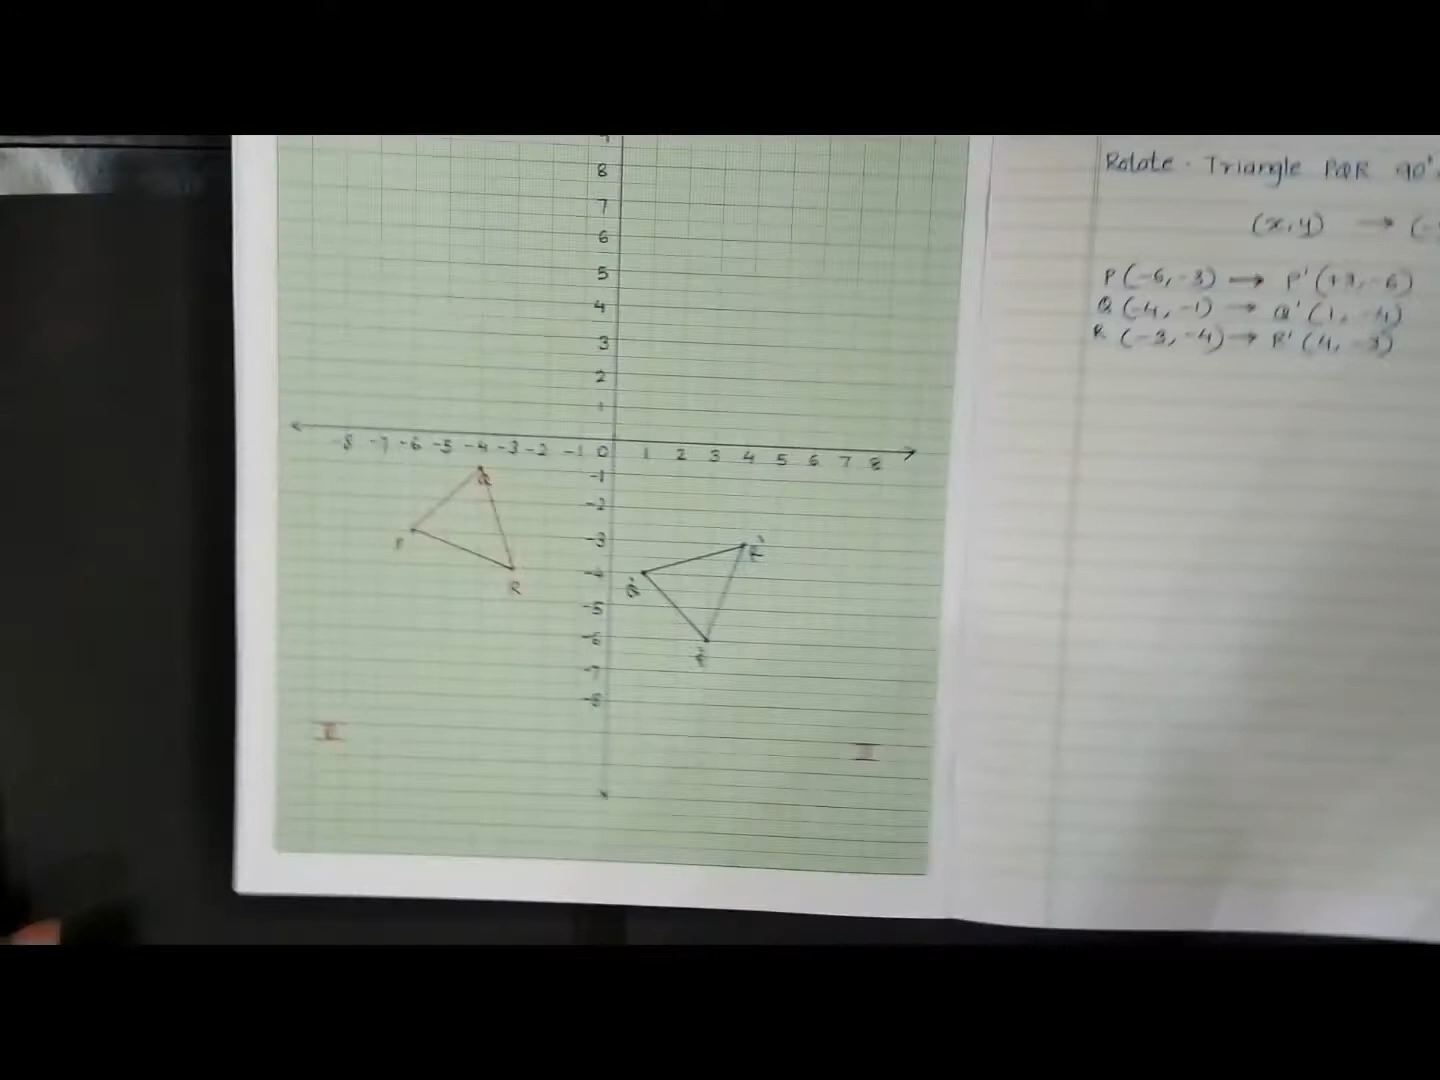 8
7
6
5
4
3
2
1
-8 -7 -6 -5 -4 -3 -2 -1 0 1 2 3 4 5 6 7 8
-1
-2
-3
-4
-5
-6
-7
-8
Q
P
R
R'
Q'
P'
Rotate. Triangle PQR 90°
(x,y) → (-
P(-6,-3) → P'(+3,-6)
Q(-4,-1) → Q'(1,-4)
R(-3,-4) → R'(4,-3)